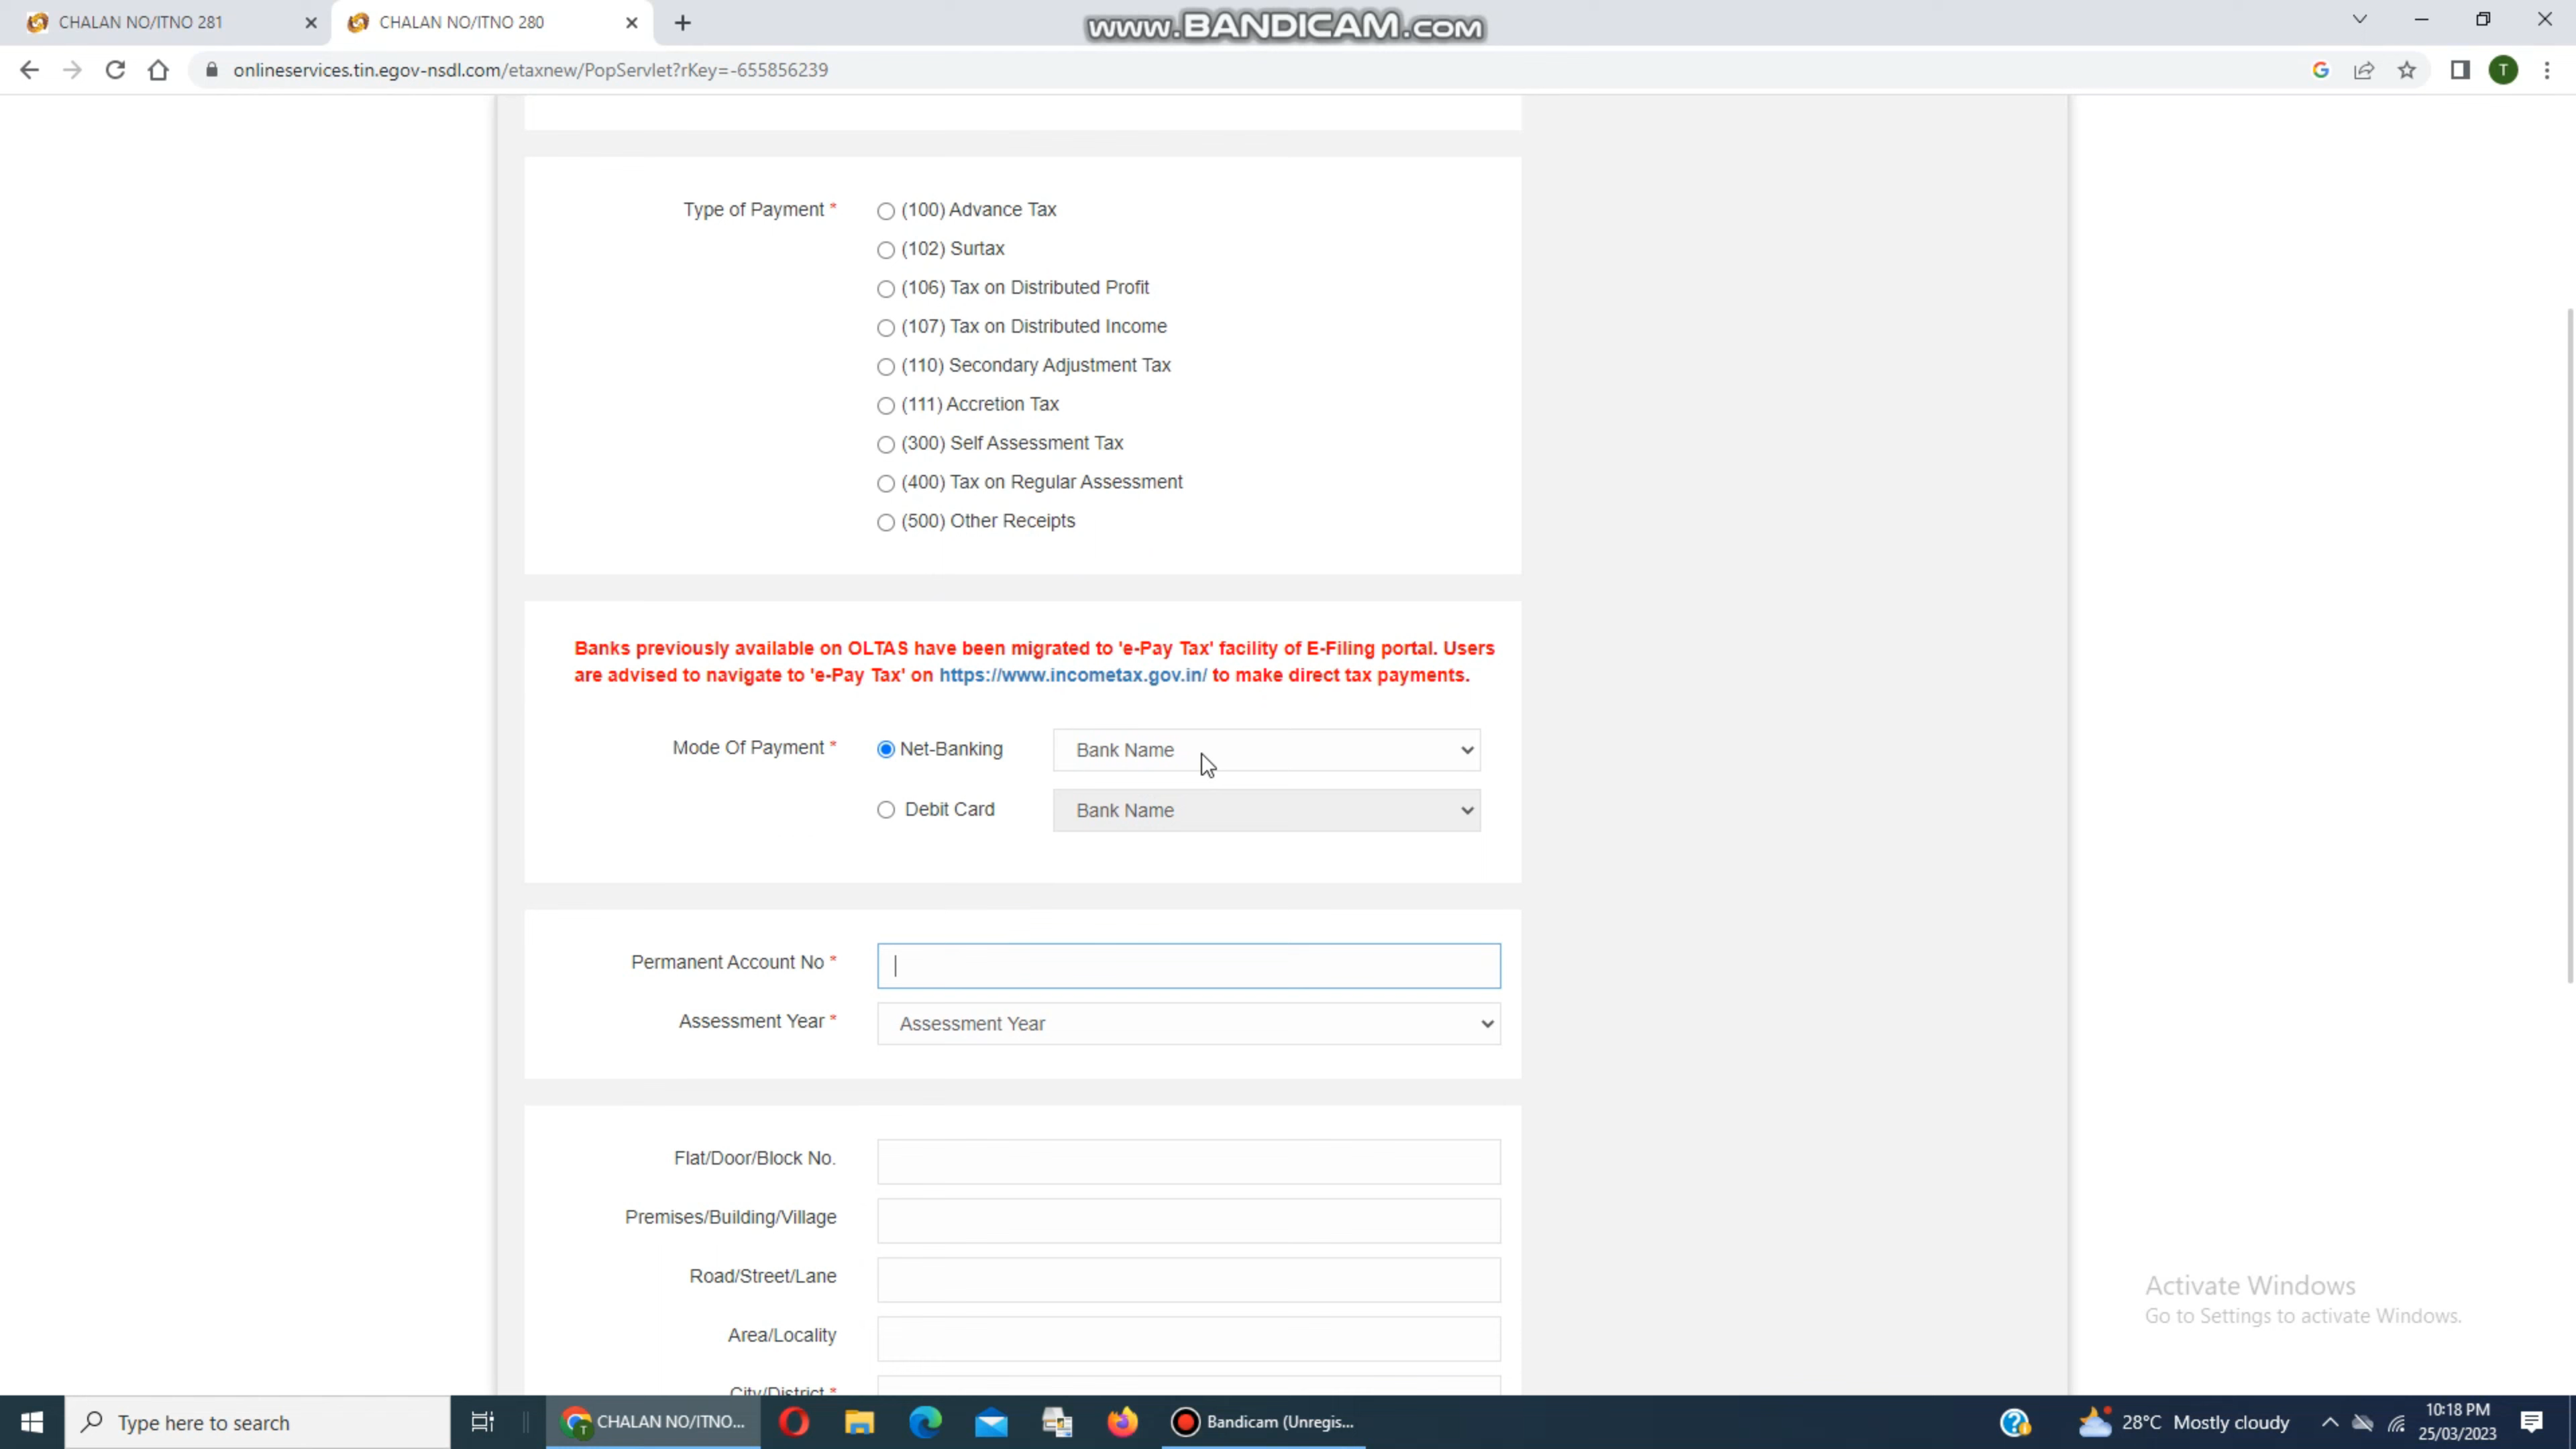 CHALAN NO/ITNO 281
CHALAN NO/ITNO 280
www.BANDICAM.com
onlineservices.tin.egov-nsdl.com/etaxnew/PopServlet?rKey=-655856239
T
Type of Payment *
(100) Advance Tax
(102) Surtax
(106) Tax on Distributed Profit
(107) Tax on Distributed Income
(110) Secondary Adjustment Tax
(111) Accretion Tax
(300) Self Assessment Tax
(400) Tax on Regular Assessment
(500) Other Receipts
Banks previously available on OLTAS have been migrated to 'e-Pay Tax' facility of E-Filing portal. Users
are advised to navigate to 'e-Pay Tax' on https://www.incometax.gov.in/ to make direct tax payments.
Mode Of Payment * Net-Banking Bank Name
Debit Card Bank Name
Permanent Account No *
Assessment Year * Assessment Year
Flat/Door/Block No.
Premises/Building/Village
Road/Street/Lane
Area/Locality
City/District *
Activate Windows
Go to Settings to activate Windows.
Type here to search
CHALAN NO/ITNO...
Bandicam (Unregis...
28°C Mostly cloudy
10:18 PM
25/03/2023